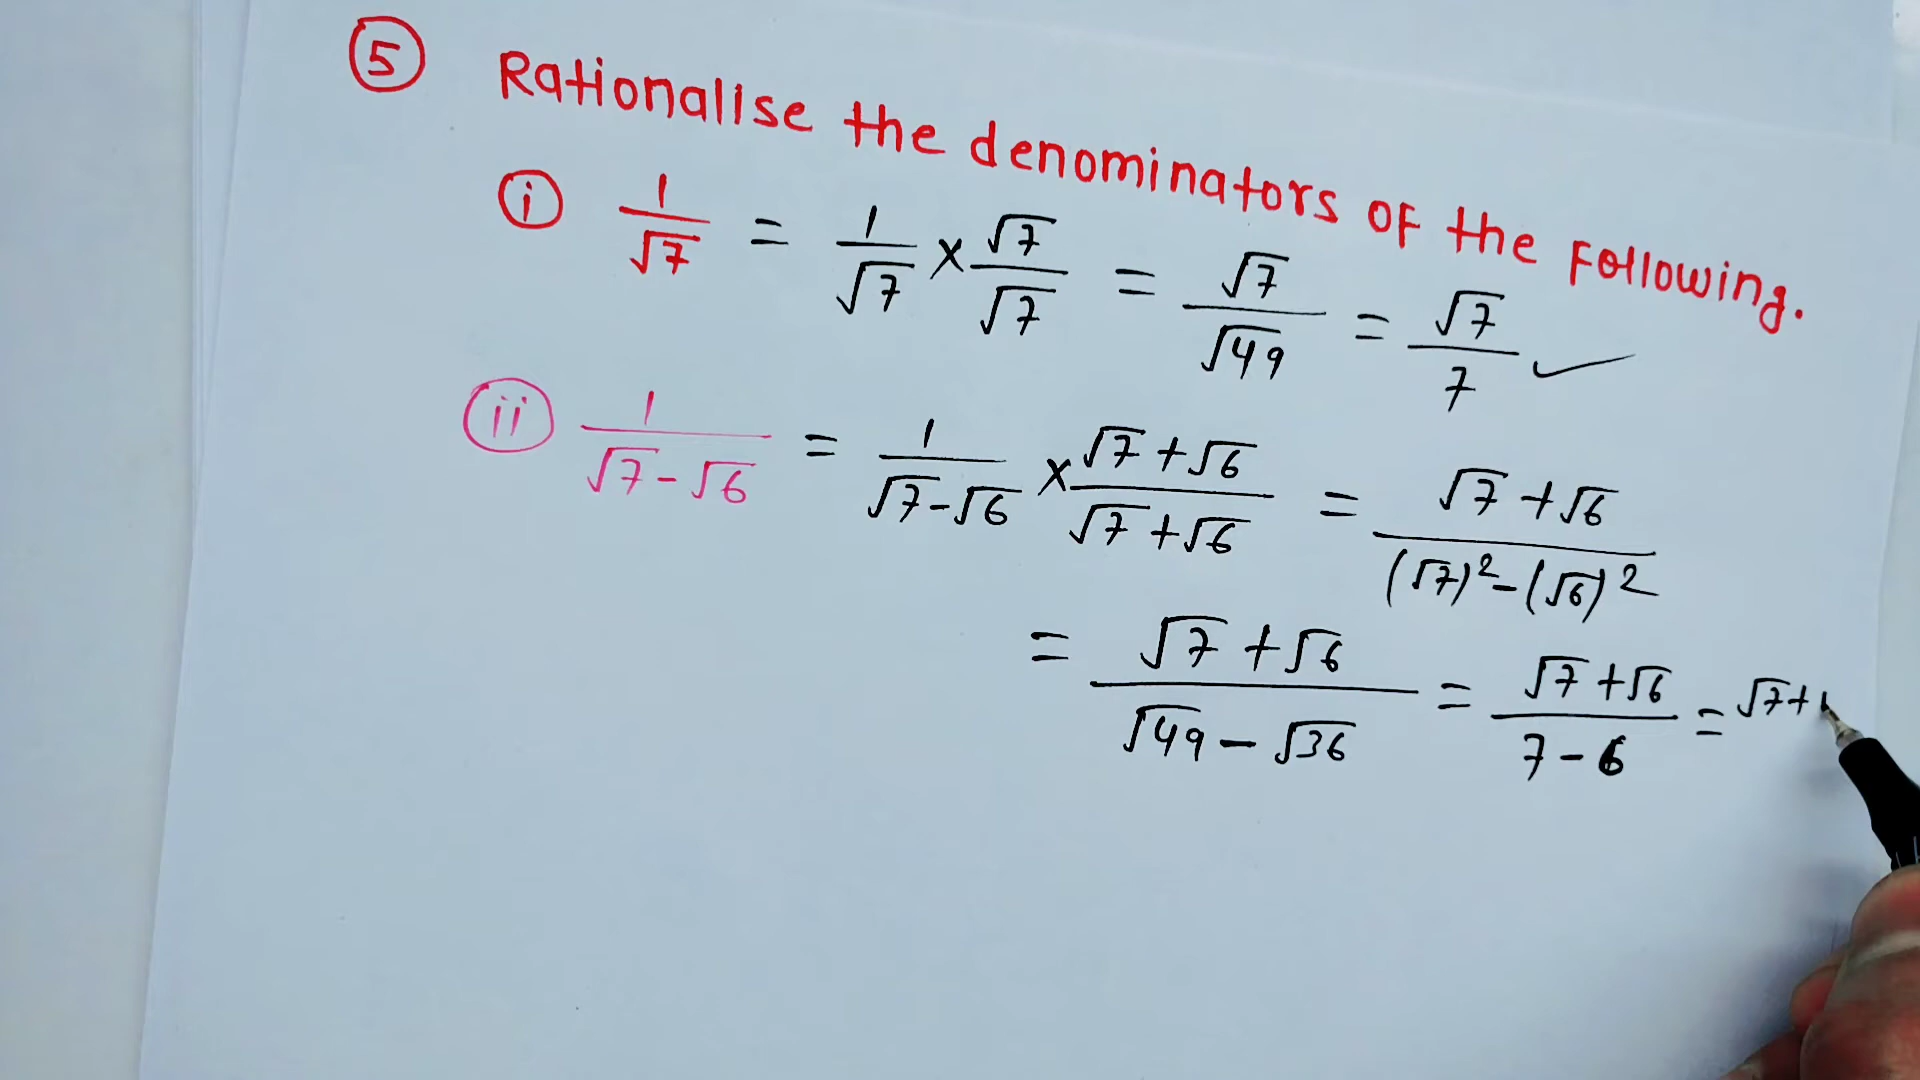 5 Rationalise the denominators of the following.
i 1/√7 = 1/√7 × √7/√7 = √7/√49 = √7/7 ✓
ii 1/(√7-√6) = 1/(√7-√6) × (√7+√6)/(√7+√6) = (√7+√6)/((√7)²-(√6)²)
= (√7+√6)/(√49-√36) = (√7+√6)/(7-6) = √7+